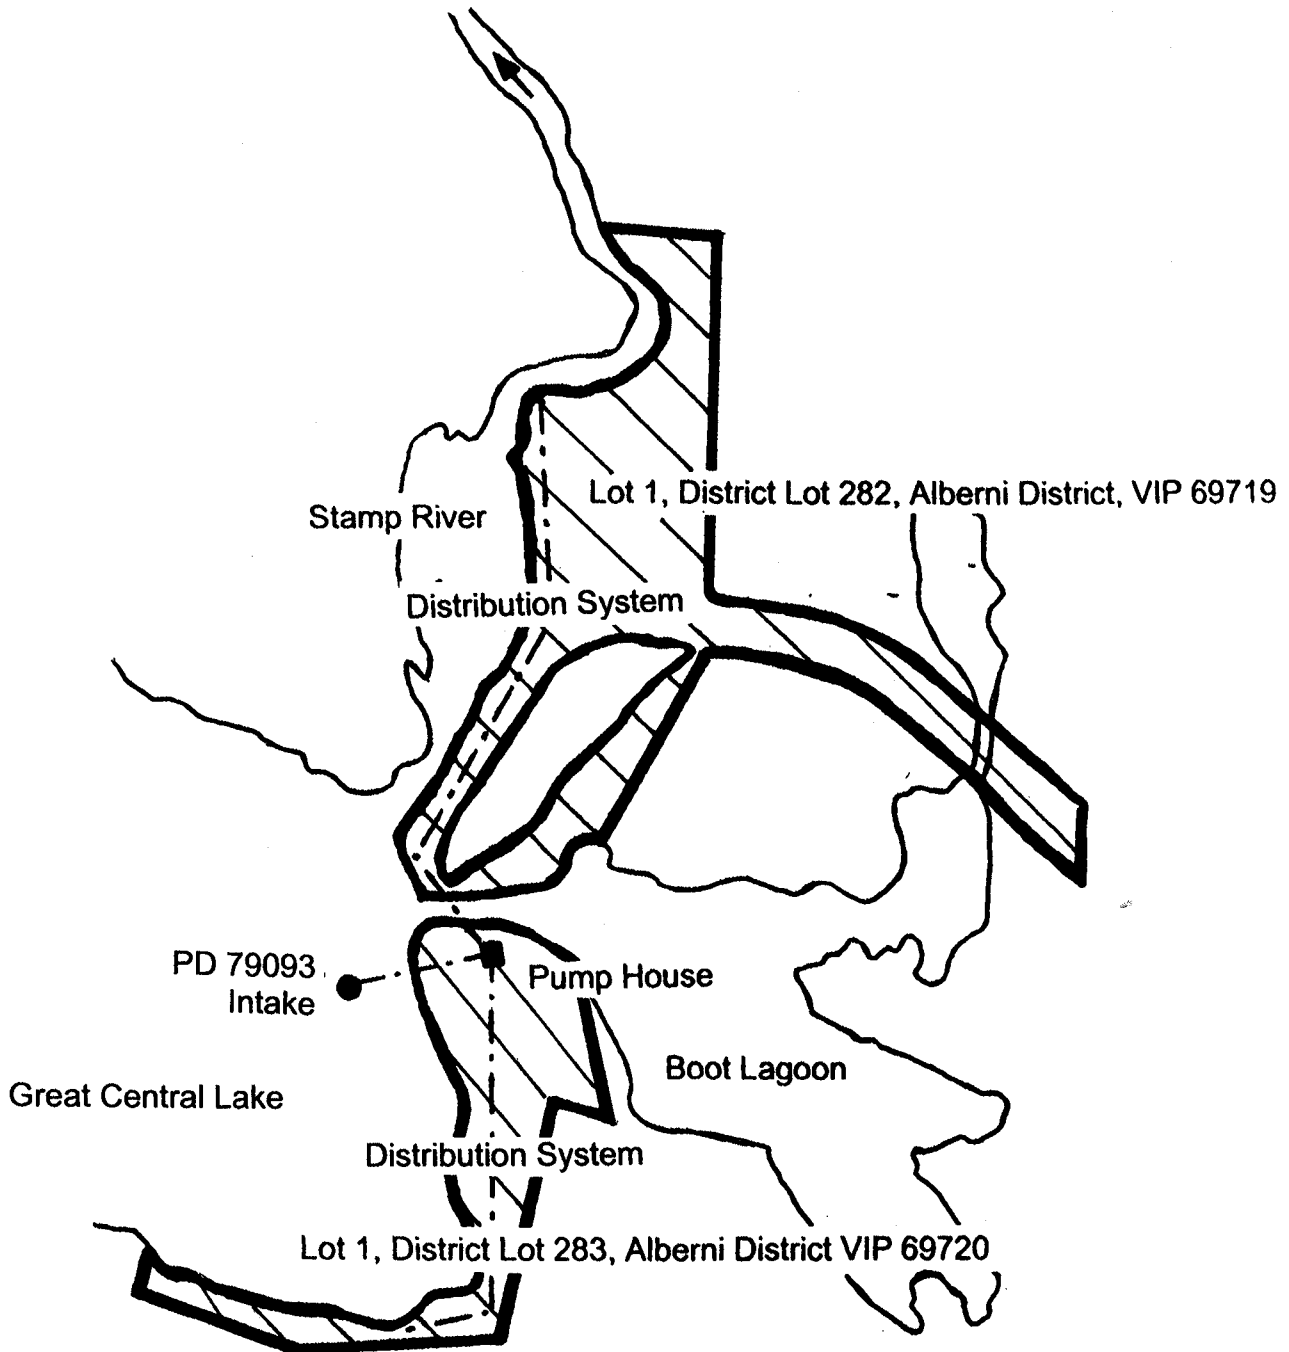 Lot 1, District Lot 282, Alberni District, VIP 69719
Stamp River
Distribution System
PD 79093
Intake
Pump House
Boot Lagoon
Great Central Lake
Distribution System
Lot 1, District Lot 283, Alberni District VIP 69720